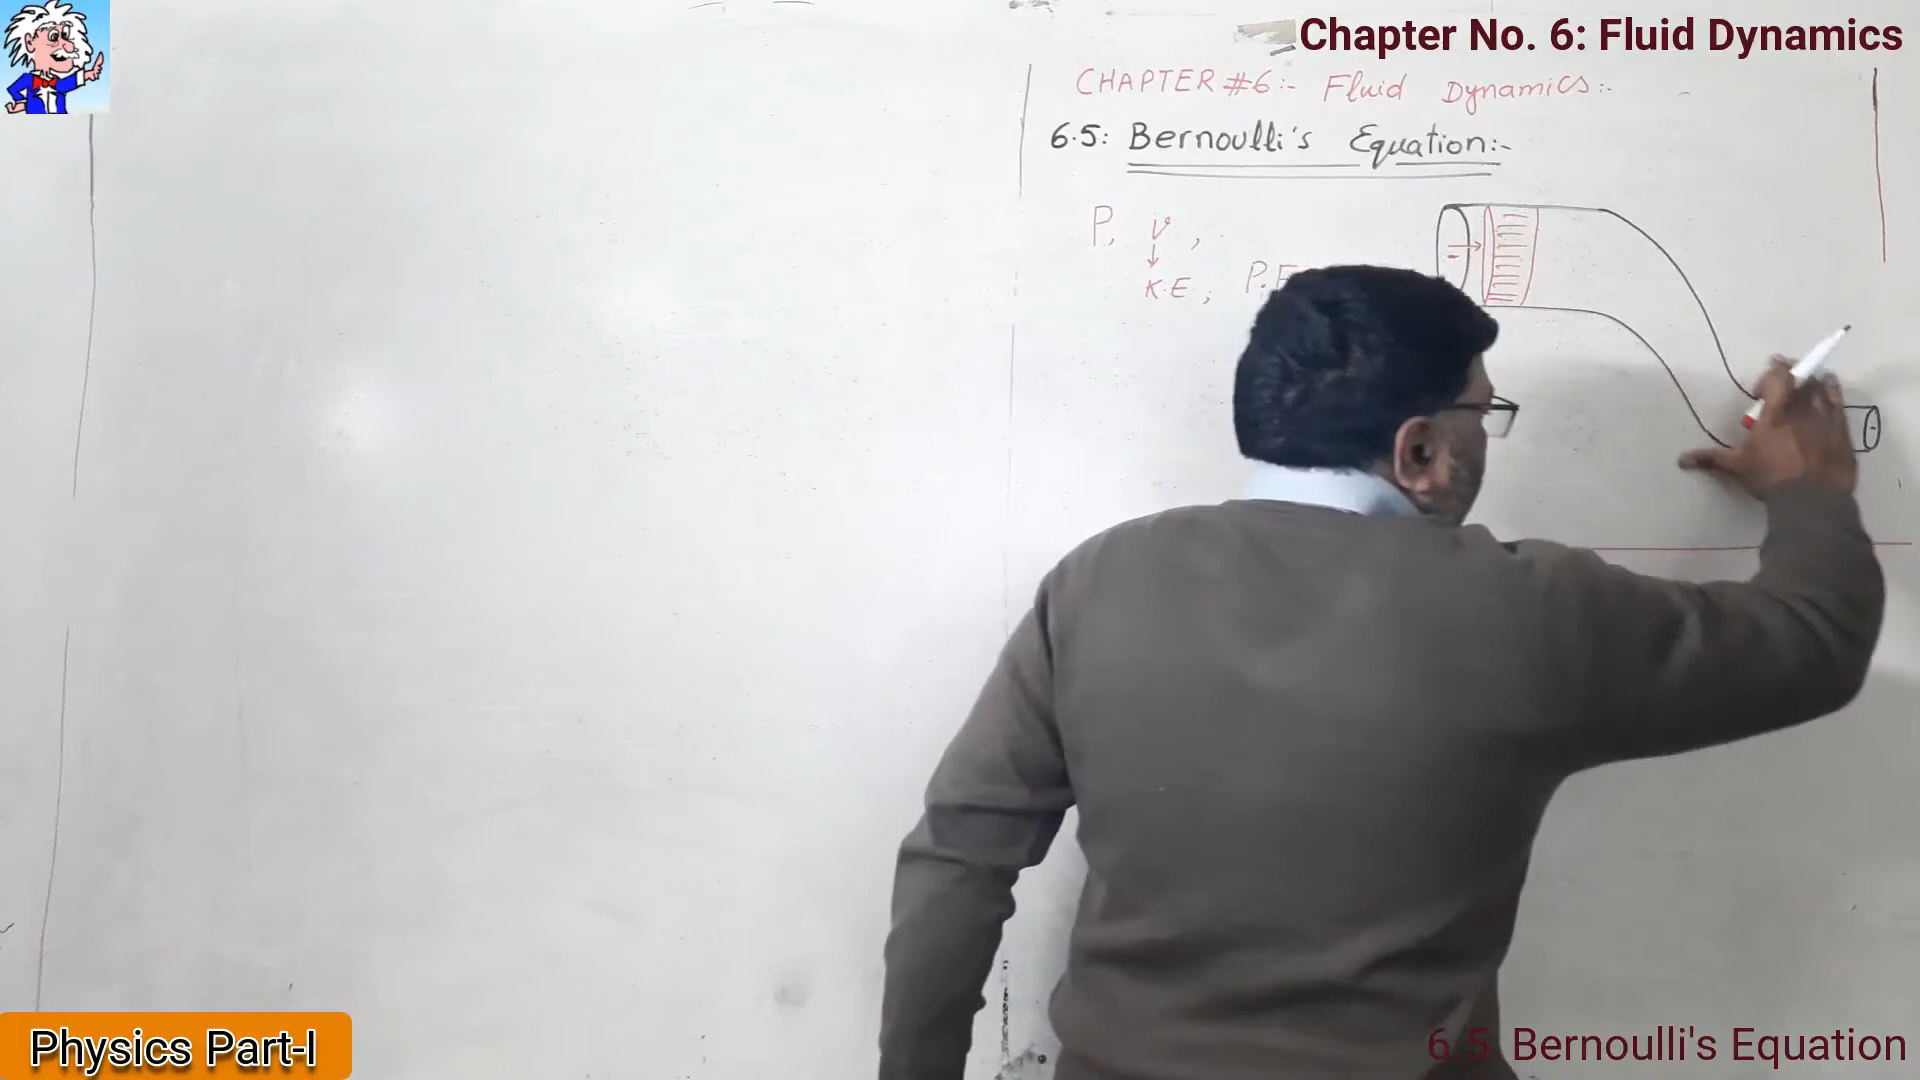 Chapter No. 6: Fluid Dynamics
CHAPTER #6:- Fluid Dynamics:-
6.5: Bernoulli's Equation:-
P, v,
K.E, P.E
Physics Part-I
6.5 Bernoulli's Equation